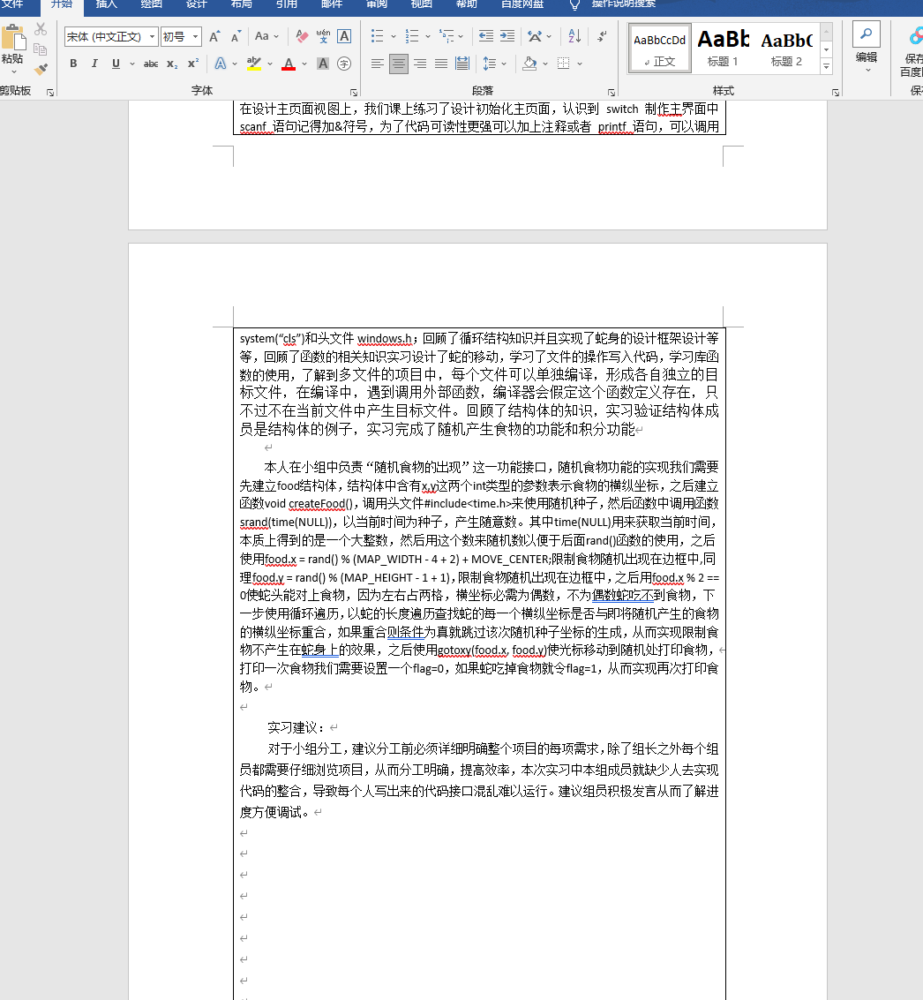 文件 开始 插入 绘图 设计 布局 引用 邮件 审阅 视图 帮助 百度网盘 操作说明搜索
粘贴
剪贴板
宋体 (中文正文) 初号 A A Aa wén 文 A
B I U abc x₂ x² A aby A A 字
字体
段落
AaBbCcDd AaBb AaBbC
正文 标题 1 标题 2
样式
编辑
保存
百度
在设计主页面视图上，我们课上练习了设计初始化主页面，认识到 switch 制作主界面中
scanf 语句记得加&符号，为了代码可读性更强可以加上注释或者 printf 语句，可以调用
system(“cls”)和头文件 windows.h；回顾了循环结构知识并且实现了蛇身的设计框架设计等
等，回顾了函数的相关知识实习设计了蛇的移动，学习了文件的操作写入代码，学习库函
数的使用，了解到多文件的项目中，每个文件可以单独编译，形成各自独立的目
标文件，在编译中，遇到调用外部函数，编译器会假定这个函数定义存在，只
不过不在当前文件中产生目标文件。回顾了结构体的知识，实习验证结构体成
员是结构体的例子，实习完成了随机产生食物的功能和积分功能
本人在小组中负责“随机食物的出现”这一功能接口，随机食物功能的实现我们需要
先建立food结构体，结构体中含有x,y这两个int类型的参数表示食物的横纵坐标，之后建立
函数void createFood()，调用头文件#include<time.h>来使用随机种子，然后函数中调用函数
srand(time(NULL))，以当前时间为种子，产生随意数。其中time(NULL)用来获取当前时间，
本质上得到的是一个大整数，然后用这个数来随机数以便于后面rand()函数的使用，之后
使用food.x = rand() % (MAP_WIDTH - 4 + 2) + MOVE_CENTER;限制食物随机出现在边框中,同
理food.y = rand() % (MAP_HEIGHT - 1 + 1)，限制食物随机出现在边框中，之后用food.x % 2 ==
0使蛇头能对上食物，因为左右占两格，横坐标必需为偶数，不为偶数蛇吃不到食物，下
一步使用循环遍历，以蛇的长度遍历查找蛇的每一个横纵坐标是否与即将随机产生的食物
的横纵坐标重合，如果重合则条件为真就跳过该次随机种子坐标的生成，从而实现限制食
物不产生在蛇身上的效果，之后使用gotoxy(food.x, food.y)使光标移动到随机处打印食物，
打印一次食物我们需要设置一个flag=0，如果蛇吃掉食物就令flag=1，从而实现再次打印食
物。
实习建议：
对于小组分工，建议分工前必须详细明确整个项目的每项需求，除了组长之外每个组
员都需要仔细浏览项目，从而分工明确，提高效率，本次实习中本组成员就缺少人去实现
代码的整合，导致每个人写出来的代码接口混乱难以运行。建议组员积极发言从而了解进
度方便调试。